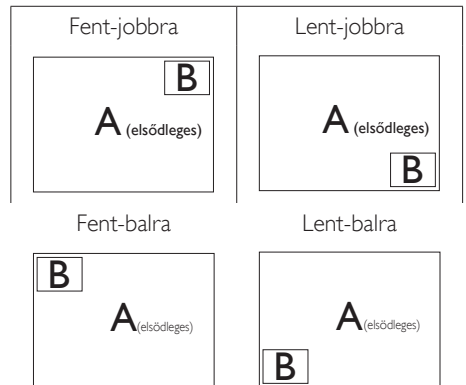 Fent-jobbra
B
A (elsődleges)
Lent-jobbra
A (elsődleges)
B
Fent-balra
B
A(elsődleges)
Lent-balra
A(elsődleges)
B